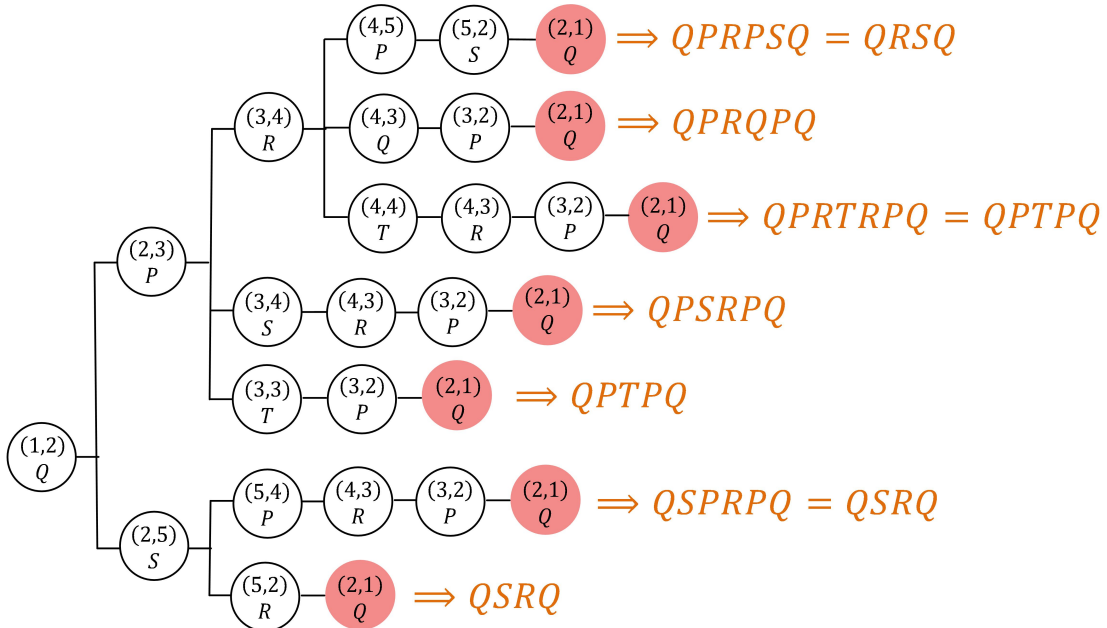 (4,5) P (5,2) S (2,1) Q ⟹ QPRPSQ = QRSQ
(3,4) R (4,3) Q (3,2) P (2,1) Q ⟹ QPRQPQ
(4,4) T (4,3) R (3,2) P (2,1) Q ⟹ QPRTRPQ = QPTPQ
(2,3) P
(3,4) S (4,3) R (3,2) P (2,1) Q ⟹ QPSRPQ
(3,3) T (3,2) P (2,1) Q ⟹ QPTPQ
(1,2) Q
(5,4) P (4,3) R (3,2) P (2,1) Q ⟹ QSPRPQ = QSRQ
(2,5) S
(5,2) R (2,1) Q ⟹ QSRQ